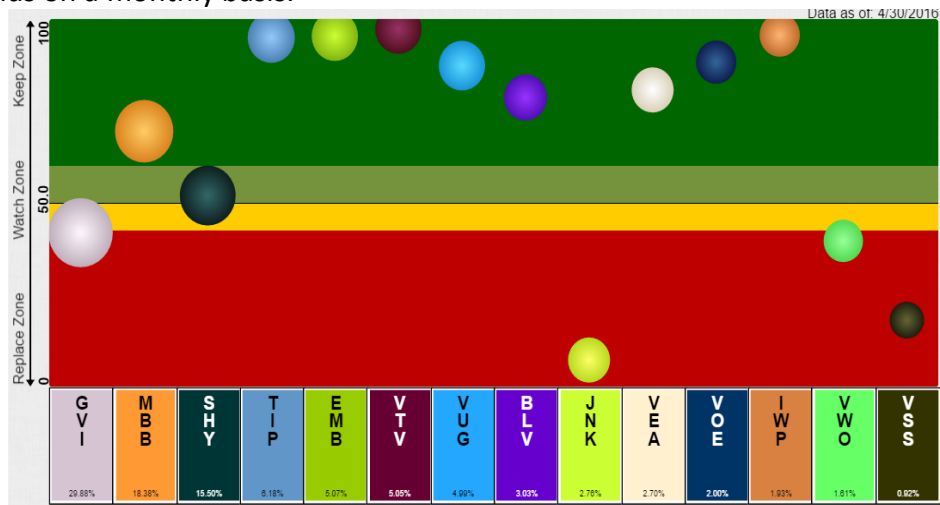 Data as of: 4/30/2016
100
Keep Zone
50.0
Watch Zone
0
Replace Zone
GVI
MBB
SHY
TIP
EMB
VTV
VUG
BLV
JNK
VEA
VOE
IWP
VWO
VSS
29.88%
18.38%
15.50%
6.18%
5.07%
5.05%
4.99%
3.03%
2.76%
2.70%
2.00%
1.93%
1.61%
0.92%